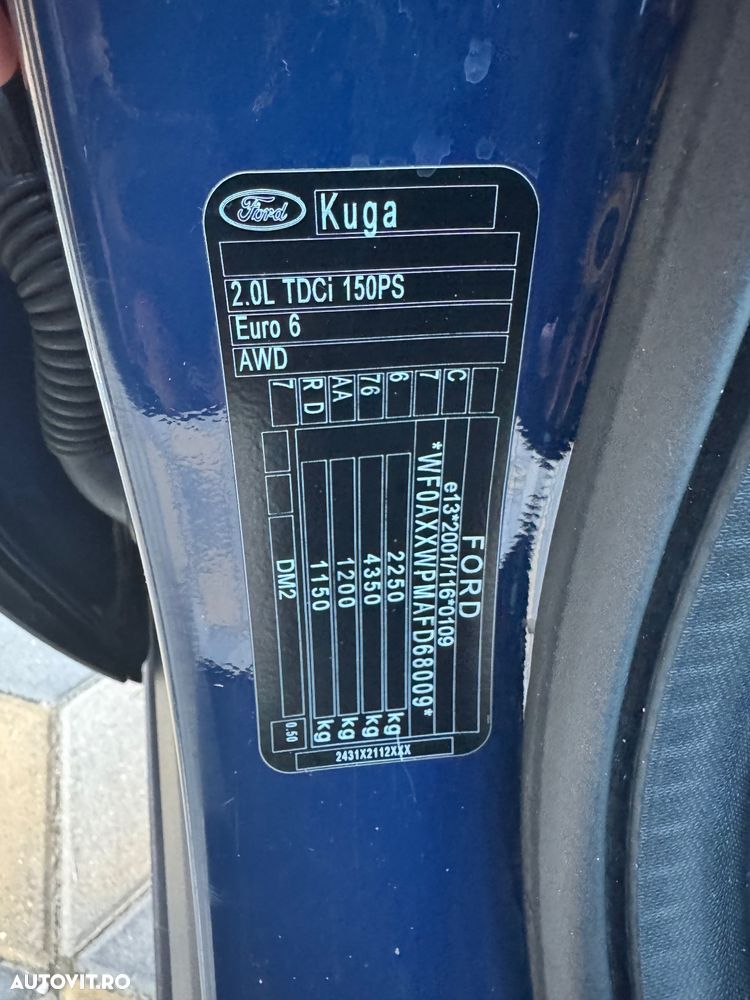 Ford
Kuga
2.0L TDCi 150PS
Euro 6
AWD
7 R D AA 76 6 7 C
FORD
e13*2001/116*0109
*WF0AXXWPMAFD68009*
2250 kg
4350 kg
1200 kg
1150 kg
DM2
0.50
2431X2112XXX
AUTOVIT.RO